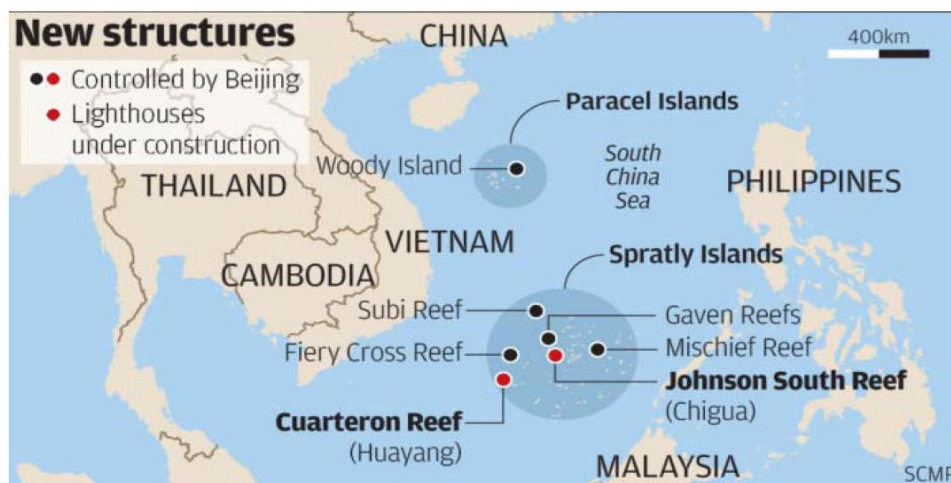 New structures
Controlled by Beijing
Lighthouses
under construction
CHINA
400km
Paracel Islands
Woody Island
South
China
Sea
THAILAND
PHILIPPINES
VIETNAM
CAMBODIA
Spratly Islands
Subi Reef
Gaven Reefs
Fiery Cross Reef
Mischief Reef
Johnson South Reef
(Chigua)
Cuarteron Reef
(Huayang)
MALAYSIA
SCMP